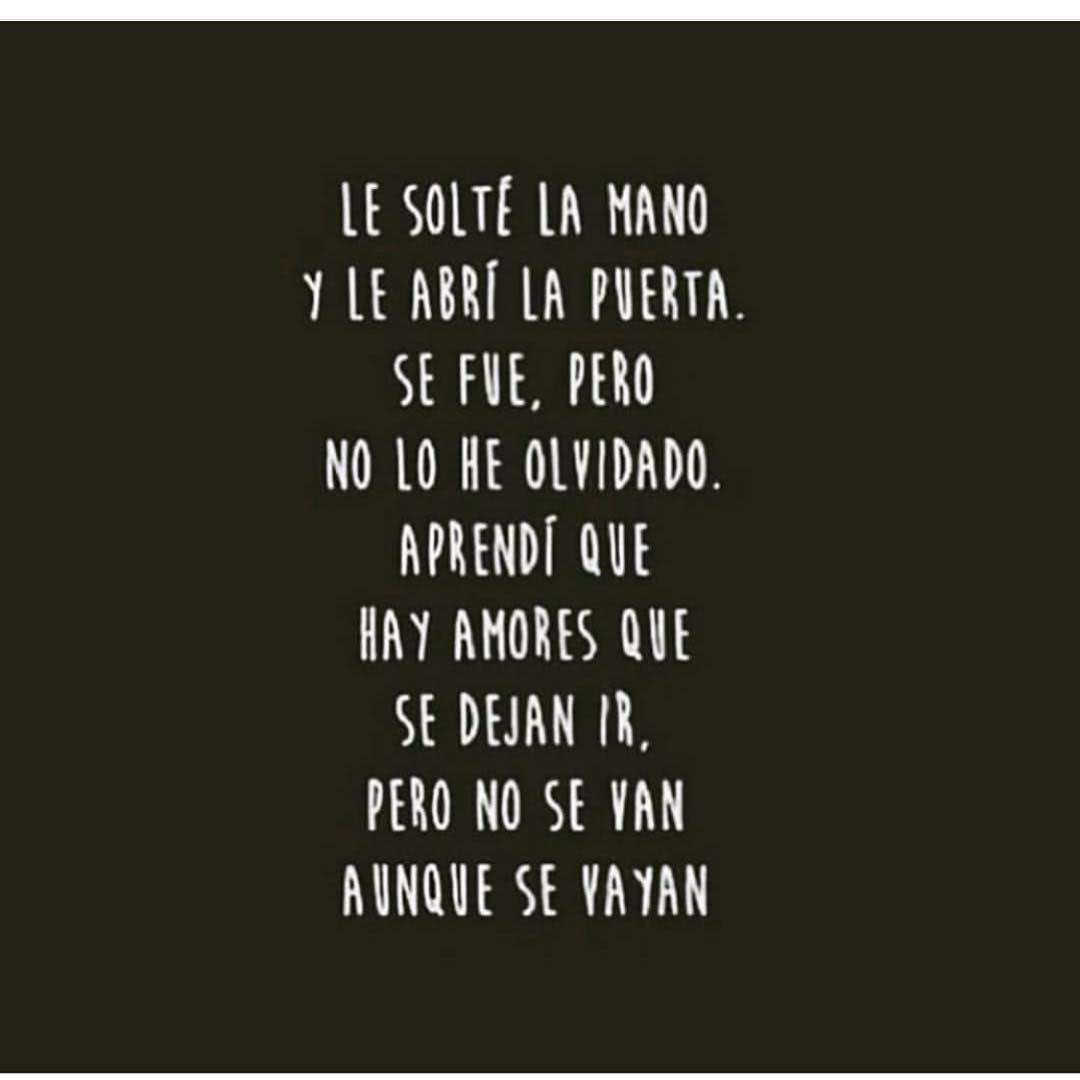 LE SOLTÉ LA MANO
Y LE ABRÍ LA PUERTA.
SE FUE, PERO
NO LO HE OLVIDADO.
APRENDÍ QUE
HAY AMORES QUE
SE DEJAN IR,
PERO NO SE VAN
AUNQUE SE VAYAN